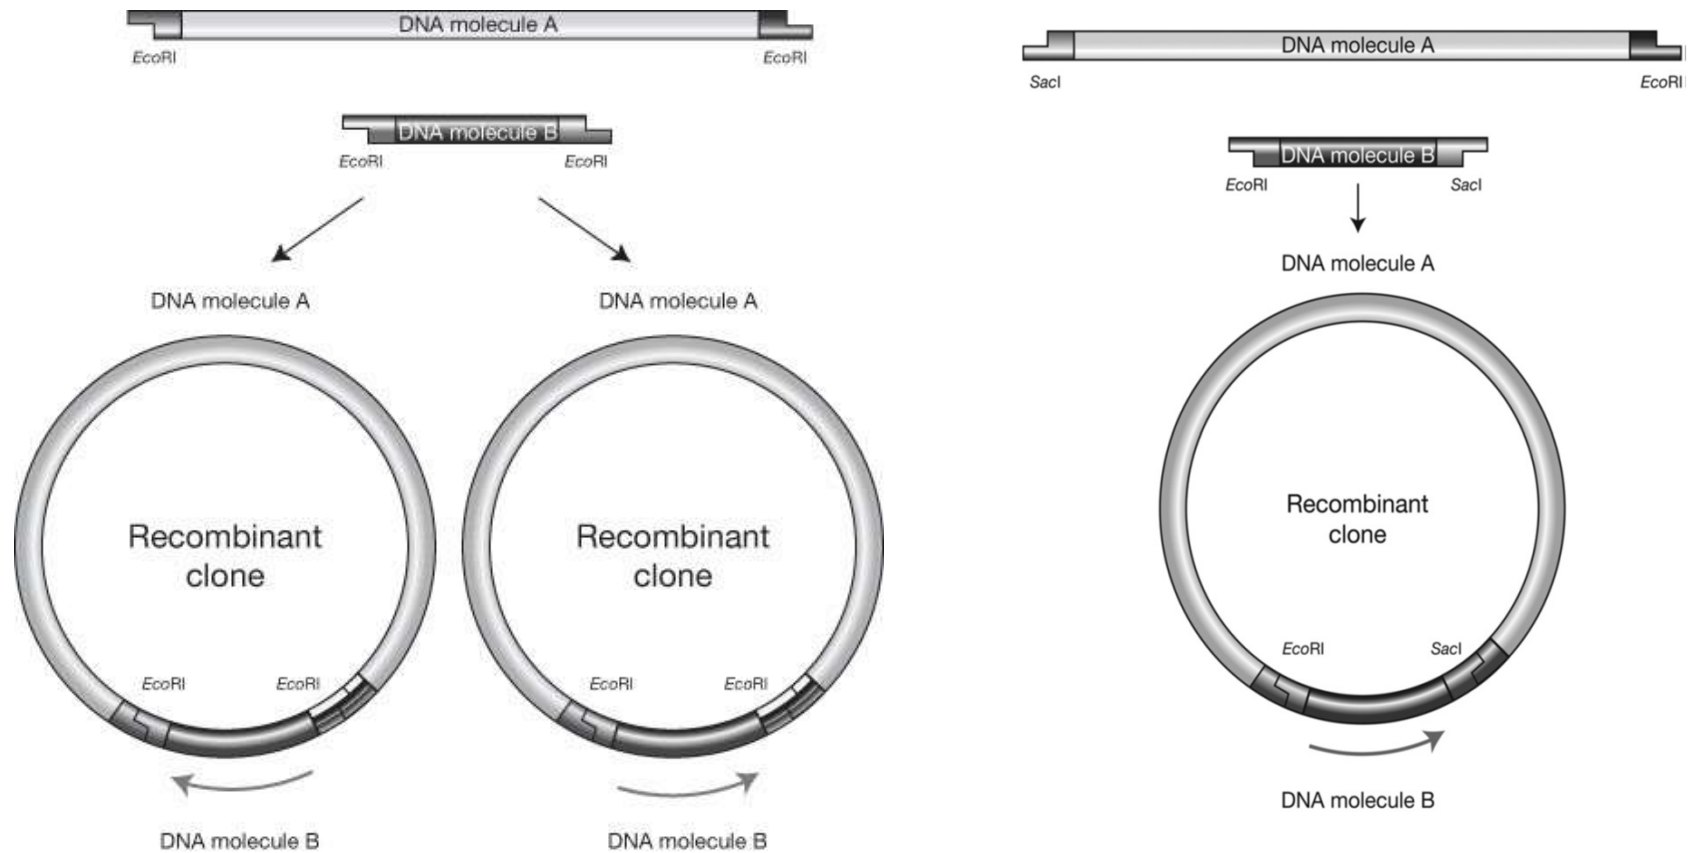 DNA molecule A
EcoRI
EcoRI
DNA molecule B
EcoRI
EcoRI
DNA molecule A
DNA molecule A
Recombinant
clone
Recombinant
clone
EcoRI
EcoRI
EcoRI
EcoRI
DNA molecule B
DNA molecule B
DNA molecule A
SacI
EcoRI
DNA molecule B
EcoRI
SacI
DNA molecule A
Recombinant
clone
EcoRI
SacI
DNA molecule B